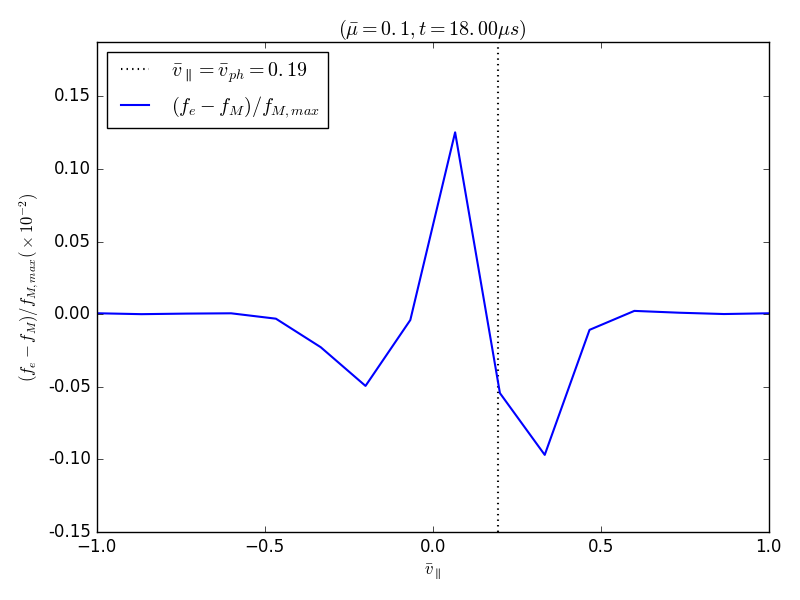 (μ̄ = 0.1, t = 18.00μs)
v̄∥ = v̄ph = 0.19
(fe − fM)/fM,max
0.15
0.10
0.05
0.00
-0.05
-0.10
-0.15
(fe − fM)/fM,max(×10⁻²)
−1.0 −0.5 0.0 0.5 1.0
v̄∥